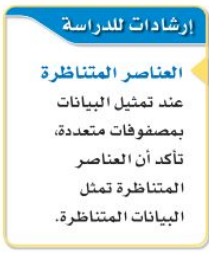 إرشادات للدراسة
العناصر المتناظرة
عند تمثيل البيانات
بمصفوفات متعددة،
تأكد أن العناصر
المتناظرة تمثل
البيانات المتناظرة.